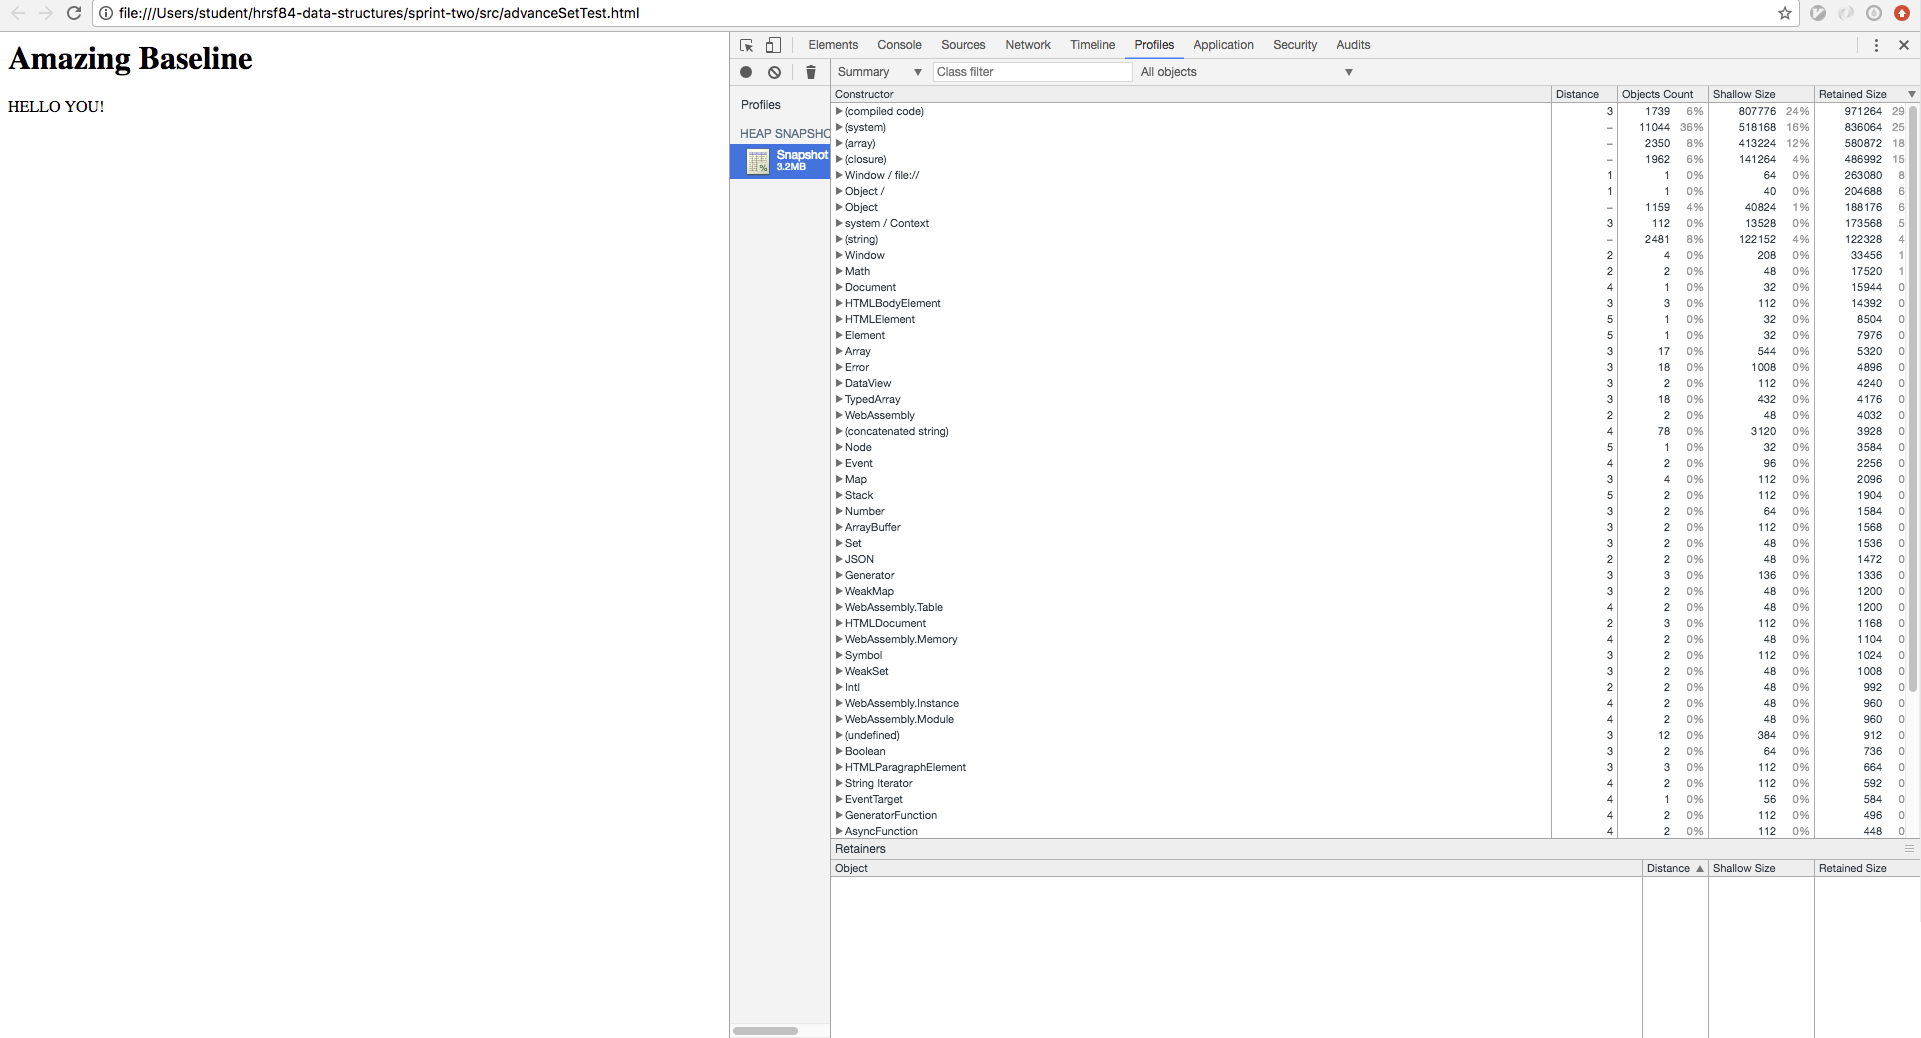 file:///Users/student/hrsf84-data-structures/sprint-two/src/advanceSetTest.html
Amazing Baseline
HELLO YOU!
Elements Console Sources Network Timeline Profiles Application Security Audits
Summary Class filter All objects
Profiles
HEAP SNAPSHO
Snapshot
3.2MB
Constructor Distance Objects Count Shallow Size Retained Size
(compiled code) 3 1739 6% 807776 24% 971264 29
(system) – 11044 36% 518168 16% 836064 25
(array) – 2350 8% 413224 12% 580872 18
(closure) – 1962 6% 141264 4% 486992 15
Window / file:// 1 1 0% 64 0% 263080 8
Object / 1 1 0% 40 0% 204688 6
Object – 1159 4% 40824 1% 188176 6
system / Context 3 112 0% 13528 0% 173568 5
(string) – 2481 8% 122152 4% 122328 4
Window 2 4 0% 208 0% 33456 1
Math 2 2 0% 48 0% 17520 1
Document 4 1 0% 32 0% 15944 0
HTMLBodyElement 3 3 0% 112 0% 14392 0
HTMLElement 5 1 0% 32 0% 8504 0
Element 5 1 0% 32 0% 7976 0
Array 3 17 0% 544 0% 5320 0
Error 3 18 0% 1008 0% 4896 0
DataView 3 2 0% 112 0% 4240 0
TypedArray 3 18 0% 432 0% 4176 0
WebAssembly 2 2 0% 48 0% 4032 0
(concatenated string) 4 78 0% 3120 0% 3928 0
Node 5 1 0% 32 0% 3584 0
Event 4 2 0% 96 0% 2256 0
Map 3 4 0% 112 0% 2096 0
Stack 5 2 0% 112 0% 1904 0
Number 3 2 0% 64 0% 1584 0
ArrayBuffer 3 2 0% 112 0% 1568 0
Set 3 2 0% 48 0% 1536 0
JSON 2 2 0% 48 0% 1472 0
Generator 3 3 0% 136 0% 1336 0
WeakMap 3 2 0% 48 0% 1200 0
WebAssembly.Table 4 2 0% 48 0% 1200 0
HTMLDocument 2 3 0% 112 0% 1168 0
WebAssembly.Memory 4 2 0% 48 0% 1104 0
Symbol 3 2 0% 112 0% 1024 0
WeakSet 3 2 0% 48 0% 1008 0
Intl 2 2 0% 48 0% 992 0
WebAssembly.Instance 4 2 0% 48 0% 960 0
WebAssembly.Module 4 2 0% 48 0% 960 0
(undefined) 3 12 0% 384 0% 912 0
Boolean 3 2 0% 64 0% 736 0
HTMLParagraphElement 3 3 0% 112 0% 664 0
String Iterator 4 2 0% 112 0% 592 0
EventTarget 4 1 0% 56 0% 584 0
GeneratorFunction 4 2 0% 112 0% 496 0
AsyncFunction 4 2 0% 112 0% 448 0
Retainers
Object Distance Shallow Size Retained Size